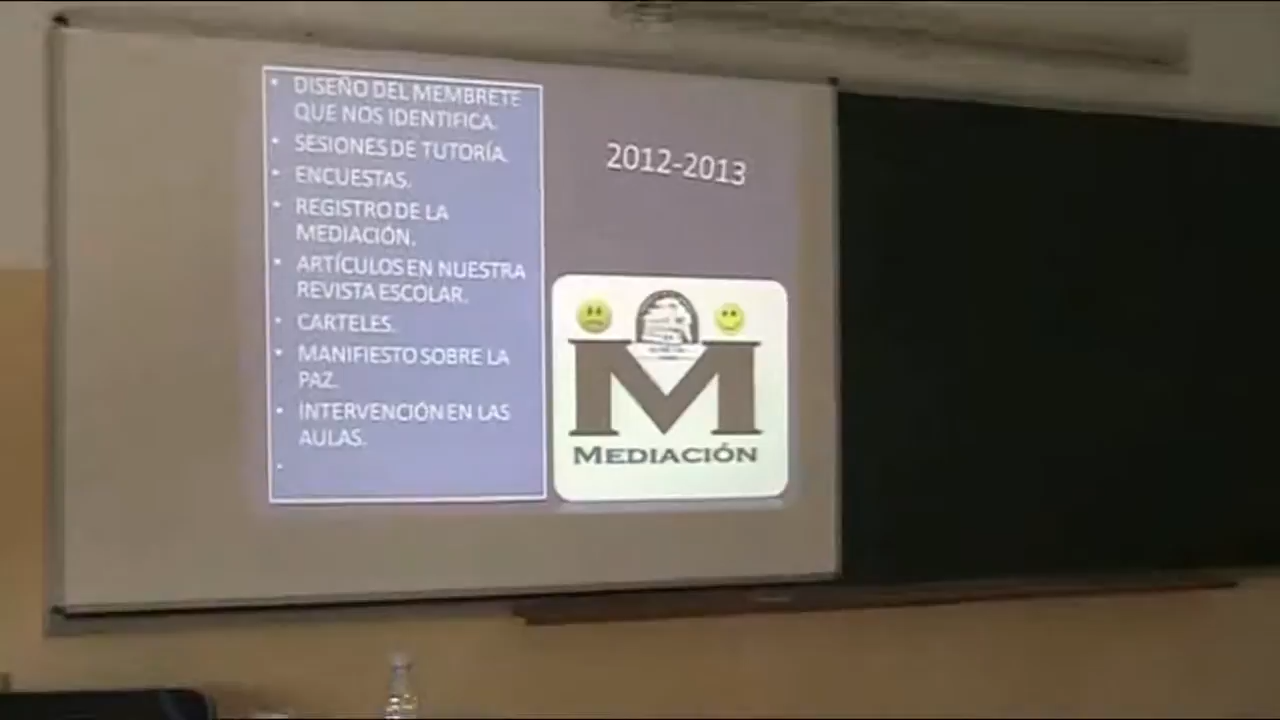 • DISEÑO DEL MEMBRETE
QUE NOS IDENTIFICA.
• SESIONES DE TUTORÍA.
• ENCUESTAS.
• REGISTRO DE LA
MEDIACIÓN.
• ARTÍCULOS EN NUESTRA
REVISTA ESCOLAR.
• CARTELES.
• MANIFIESTO SOBRE LA
PAZ.
• INTERVENCIÓN EN LAS
AULAS.
•
2012-2013
M
MEDIACIÓN